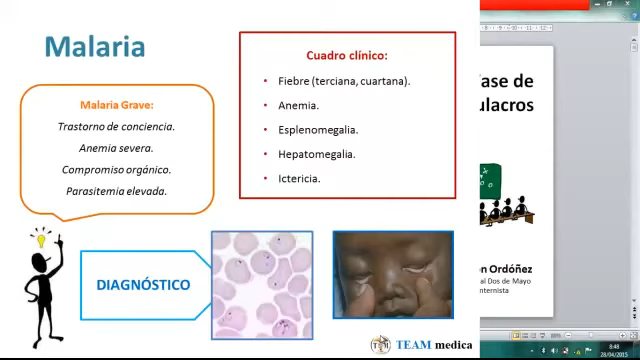 Malaria
Cuadro clínico:
• Fiebre (terciana, cuartana).
• Anemia.
• Esplenomegalia.
• Hepatomegalia.
• Ictericia.
Malaria Grave:
Trastorno de conciencia.
Anemia severa.
Compromiso orgánico.
Parasitemia elevada.
DIAGNÓSTICO
TEAM medica
ase de
ulacros
on Ordóñez
al Dos de Mayo
nternista
8:48
28/04/2015